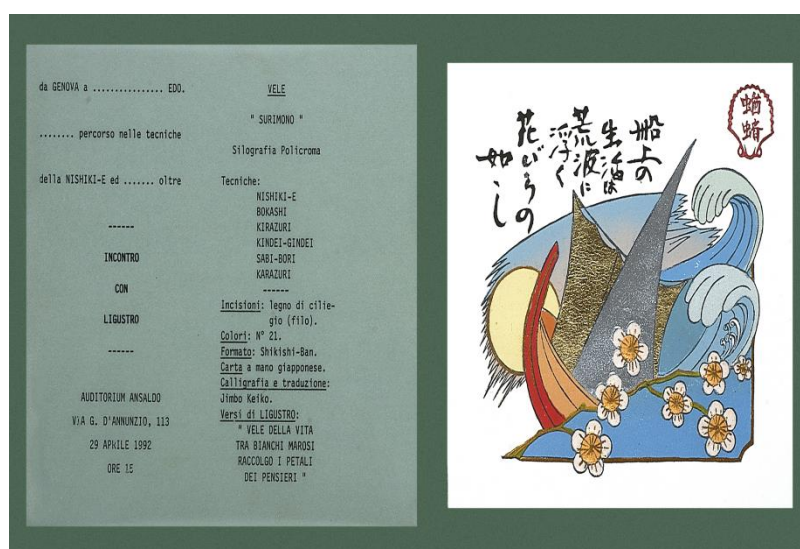 da GENOVA a ................ EDO.
........ percorso nelle tecniche
della NISHIKI-E ed ....... oltre
------
INCONTRO
CON
LIGUSTRO
------
AUDITORIUM ANSALDO
VIA G. D'ANNUNZIO, 113
29 APRILE 1992
ORE 15
VELE
" SURIMONO "
Silografia Policroma
Tecniche:
NISHIKI-E
BOKASHI
KIRAZURI
KINDEI-GINDEI
SABI-BORI
KARAZURI
------
Incisioni: legno di cilie-
gio (filo).
Colori: N° 21.
Formato: Shikishi-Ban.
Carta a mano giapponese.
Calligrafia e traduzione:
Jimbo Keiko.
Versi di LIGUSTRO:
" VELE DELLA VITA
TRA BIANCHI MAROSI
RACCOLGO I PETALI
DEI PENSIERI "
船上の
生活は
荒波に
浮く
花びらの
如し